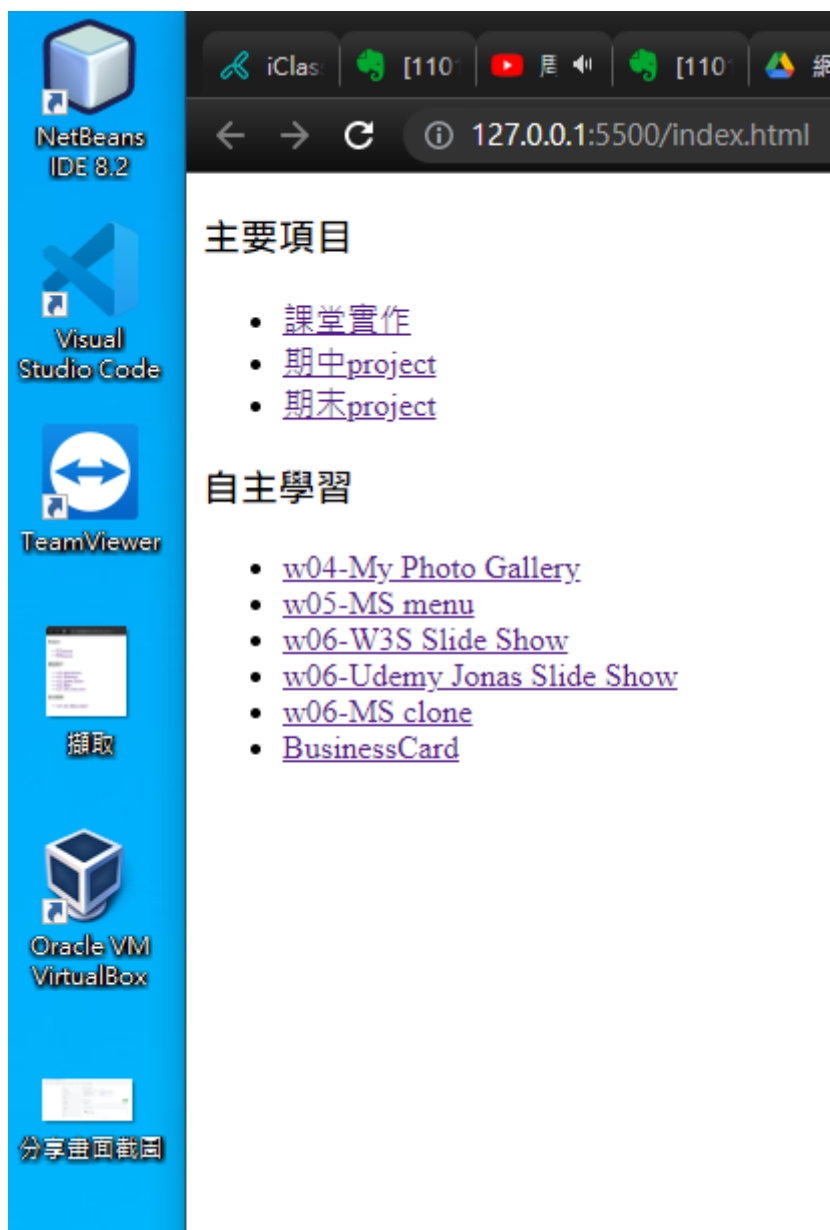 NetBeans
IDE 8.2
Visual
Studio Code
TeamViewer
擷取
Oracle VM
VirtualBox
分享畫面截圖
iClas
[110
周
[110
網
127.0.0.1:5500/index.html
主要項目
課堂實作
期中project
期末project
自主學習
w04-My Photo Gallery
w05-MS menu
w06-W3S Slide Show
w06-Udemy Jonas Slide Show
w06-MS clone
BusinessCard